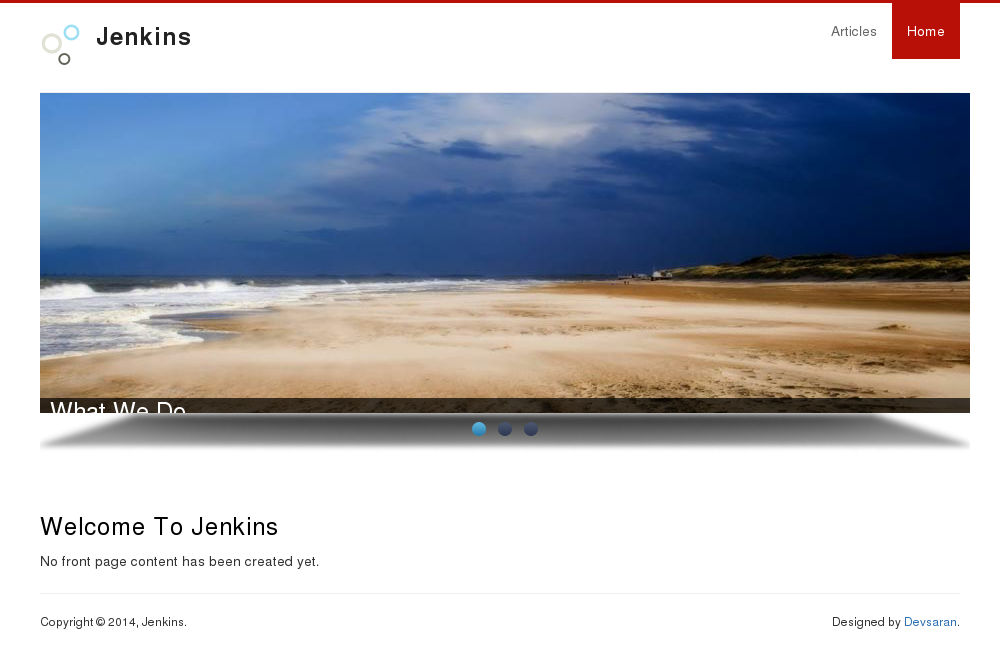 Jenkins
Articles
Home
What We Do
Welcome To Jenkins
No front page content has been created yet.
Copyright © 2014, Jenkins.
Designed by Devsaran.